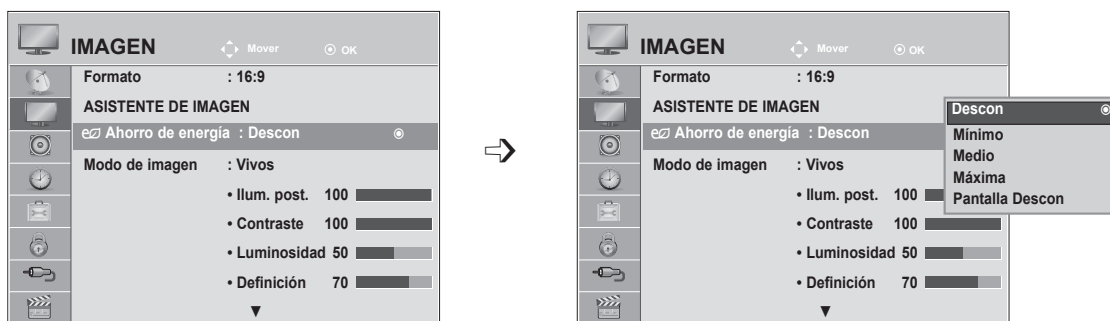 IMAGEN Mover OK
Formato : 16:9
ASISTENTE DE IMAGEN
Ahorro de energía : Descon
Modo de imagen : Vivos
• Ilum. post. 100
• Contraste 100
• Luminosidad 50
• Definición 70
IMAGEN Mover OK
Formato : 16:9
ASISTENTE DE IMAGEN
Ahorro de energía : Descon
Modo de imagen : Vivos
• Ilum. post. 100
• Contraste 100
• Luminosidad 50
• Definición 70
Descon
Mínimo
Medio
Máxima
Pantalla Descon